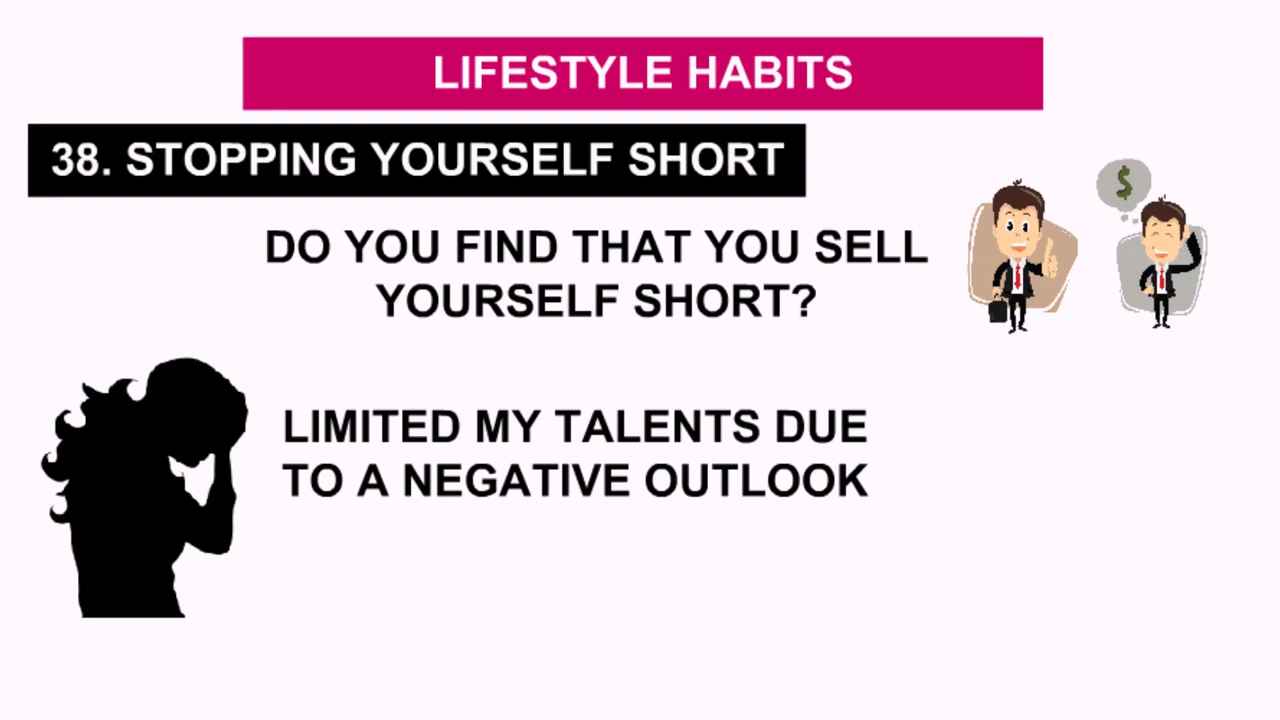 LIFESTYLE HABITS
38. STOPPING YOURSELF SHORT
DO YOU FIND THAT YOU SELL
YOURSELF SHORT?
$
LIMITED MY TALENTS DUE
TO A NEGATIVE OUTLOOK